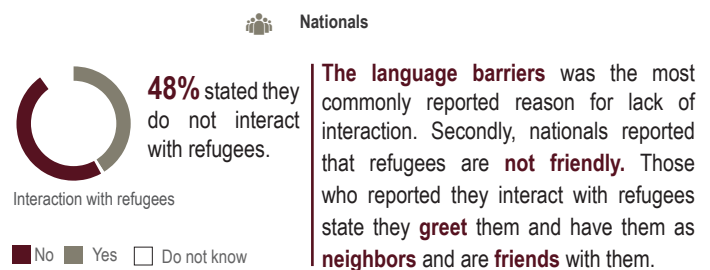 Nationals
48% stated they
do not interact
with refugees.
Interaction with refugees
No Yes Do not know
The language barriers was the most
commonly reported reason for lack of
interaction. Secondly, nationals reported
that refugees are not friendly. Those
who reported they interact with refugees
state they greet them and have them as
neighbors and are friends with them.